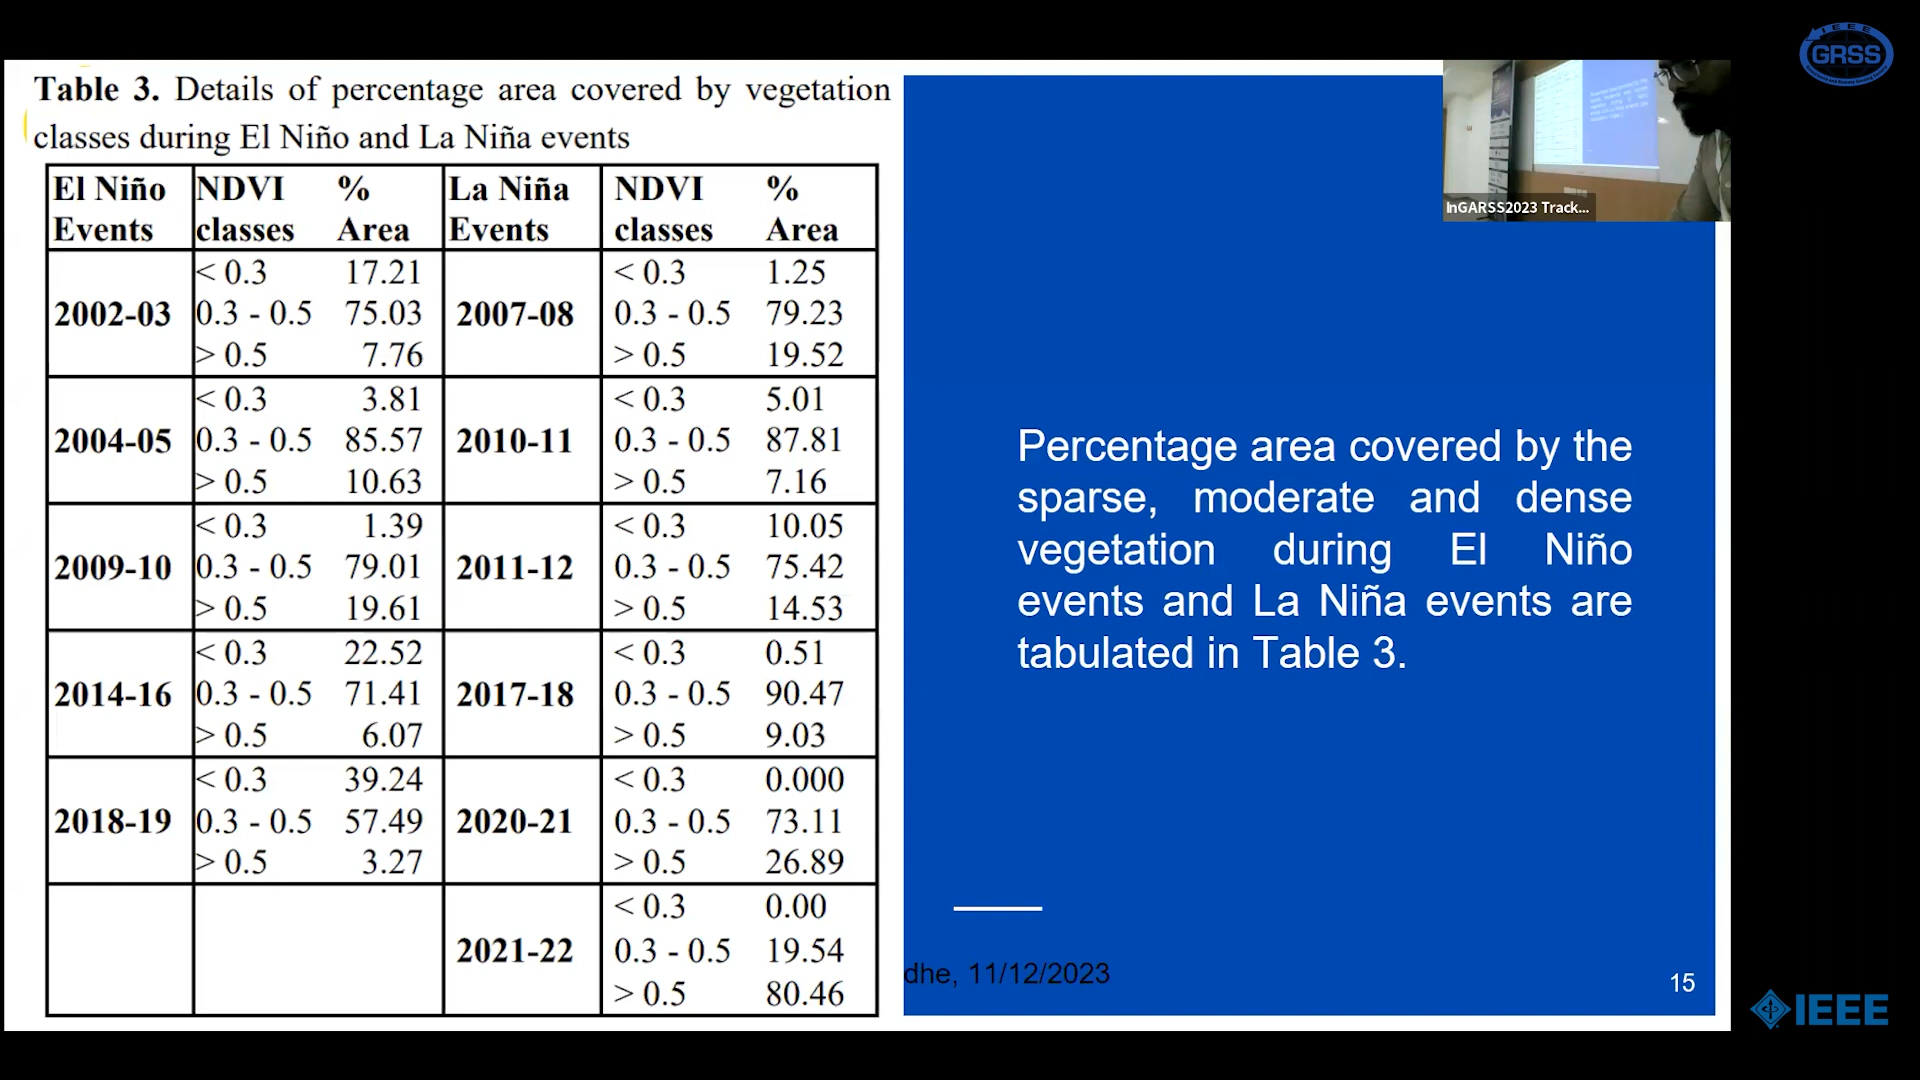 Table 3. Details of percentage area covered by vegetation
classes during El Niño and La Niña events
El Niño Events NDVI classes % Area La Niña Events NDVI classes % Area
< 0.3 17.21 < 0.3 1.25
2002-03 0.3 - 0.5 75.03 2007-08 0.3 - 0.5 79.23
> 0.5 7.76 > 0.5 19.52
< 0.3 3.81 < 0.3 5.01
2004-05 0.3 - 0.5 85.57 2010-11 0.3 - 0.5 87.81
> 0.5 10.63 > 0.5 7.16
< 0.3 1.39 < 0.3 10.05
2009-10 0.3 - 0.5 79.01 2011-12 0.3 - 0.5 75.42
> 0.5 19.61 > 0.5 14.53
< 0.3 22.52 < 0.3 0.51
2014-16 0.3 - 0.5 71.41 2017-18 0.3 - 0.5 90.47
> 0.5 6.07 > 0.5 9.03
< 0.3 39.24 < 0.3 0.000
2018-19 0.3 - 0.5 57.49 2020-21 0.3 - 0.5 73.11
> 0.5 3.27 > 0.5 26.89
< 0.3 0.00
2021-22 0.3 - 0.5 19.54
> 0.5 80.46
Percentage area covered by the
sparse, moderate and dense
vegetation during El Niño
events and La Niña events are
tabulated in Table 3.
dhe, 11/12/2023
15
InGARSS2023 Track...
IEEE
GRSS
IEEE